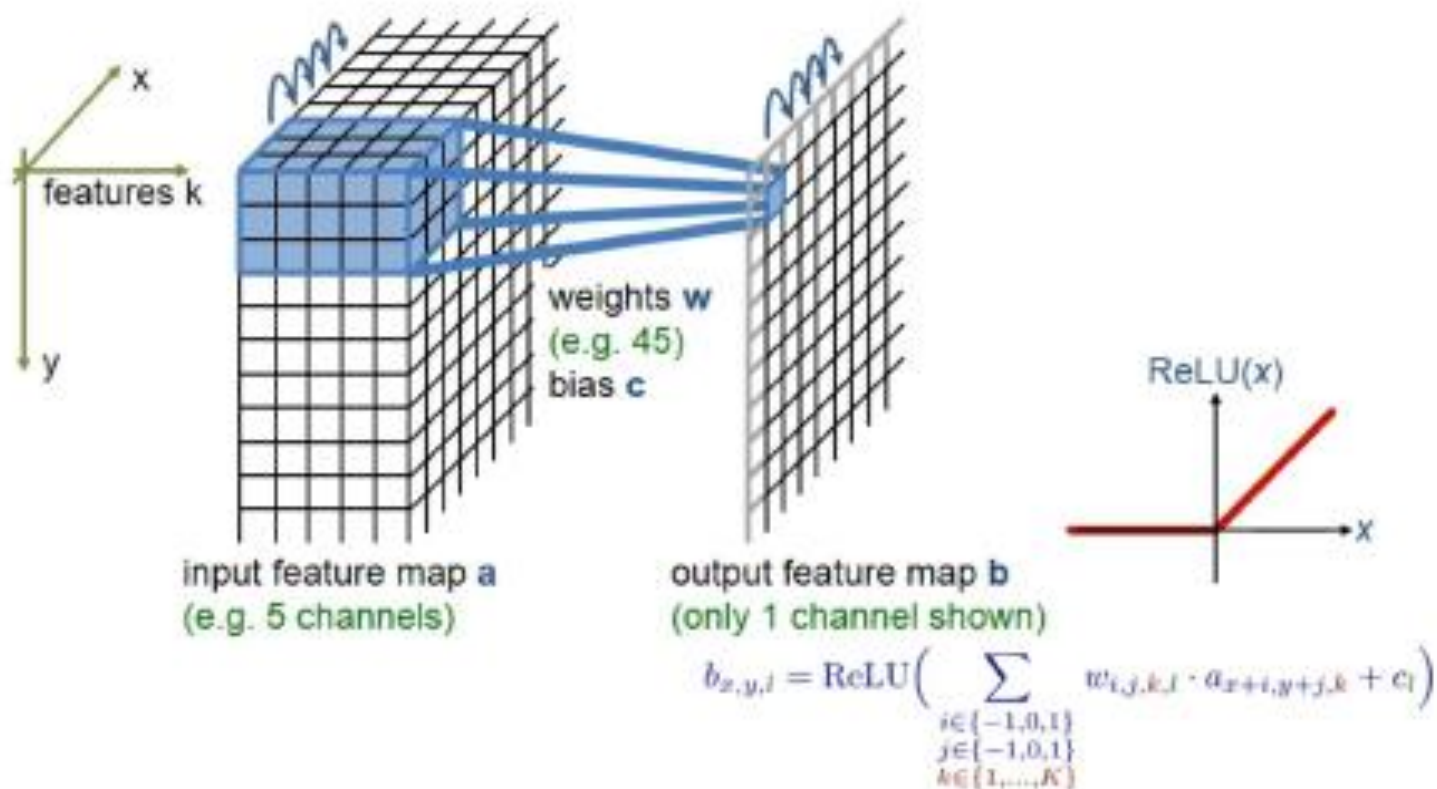 x
features k
y
weights w
(e.g. 45)
bias c
input feature map a
(e.g. 5 channels)
output feature map b
(only 1 channel shown)
ReLU(x)
x
b_{x,y,l} = ReLU( ∑ w_{i,j,k,l} · a_{x+i,y+j,k} + c_l )
i∈{-1,0,1}
j∈{-1,0,1}
k∈{1,...,K}